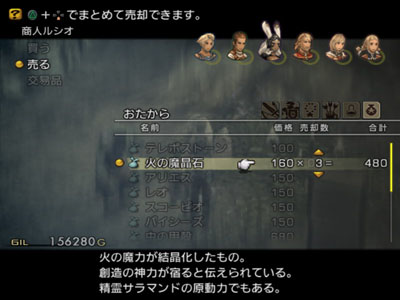 ?+でまとめて売却できます。
商人ルシオ
買う
売る
交易品
おたから
名前 価格 売却数 合計
テレポストーン 100
火の魔晶石 160× 03= 480
アリエス 150
レオ 150
スコーピオ 150
パイシーズ 150
680
GIL 156280G
火の魔力が結晶化したもの。
創造の神力が宿ると伝えられている。
精霊サラマンドの原動力でもある。